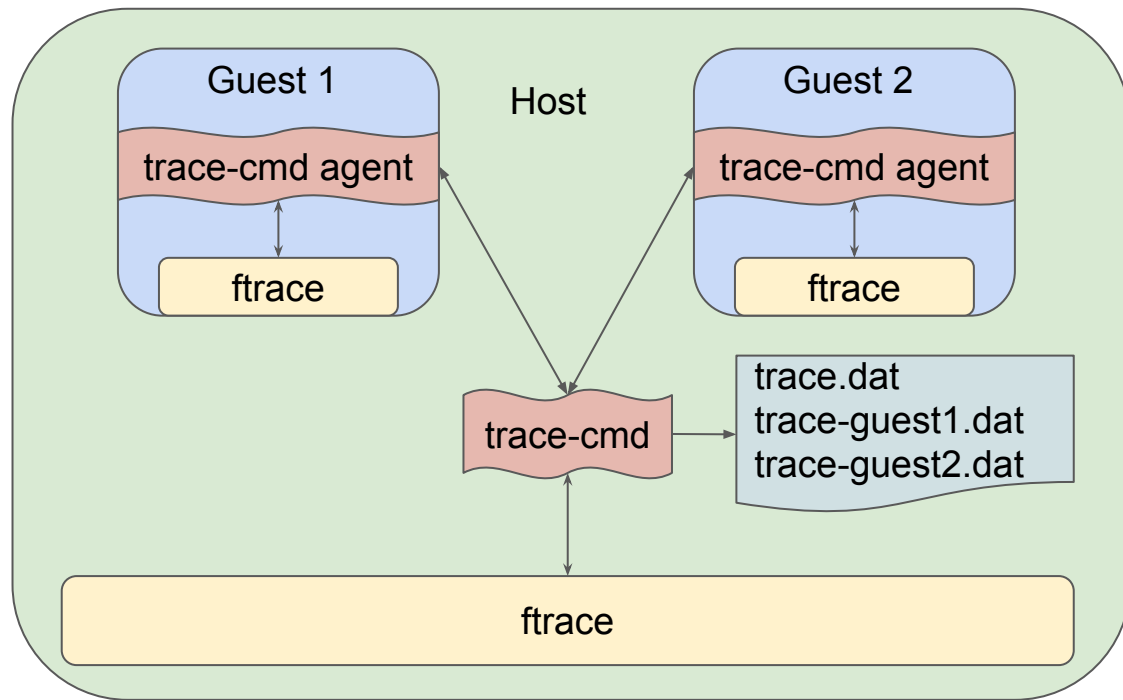 Guest 1
Host
Guest 2
trace-cmd agent
trace-cmd agent
ftrace
ftrace
trace-cmd
trace.dat
trace-guest1.dat
trace-guest2.dat
ftrace